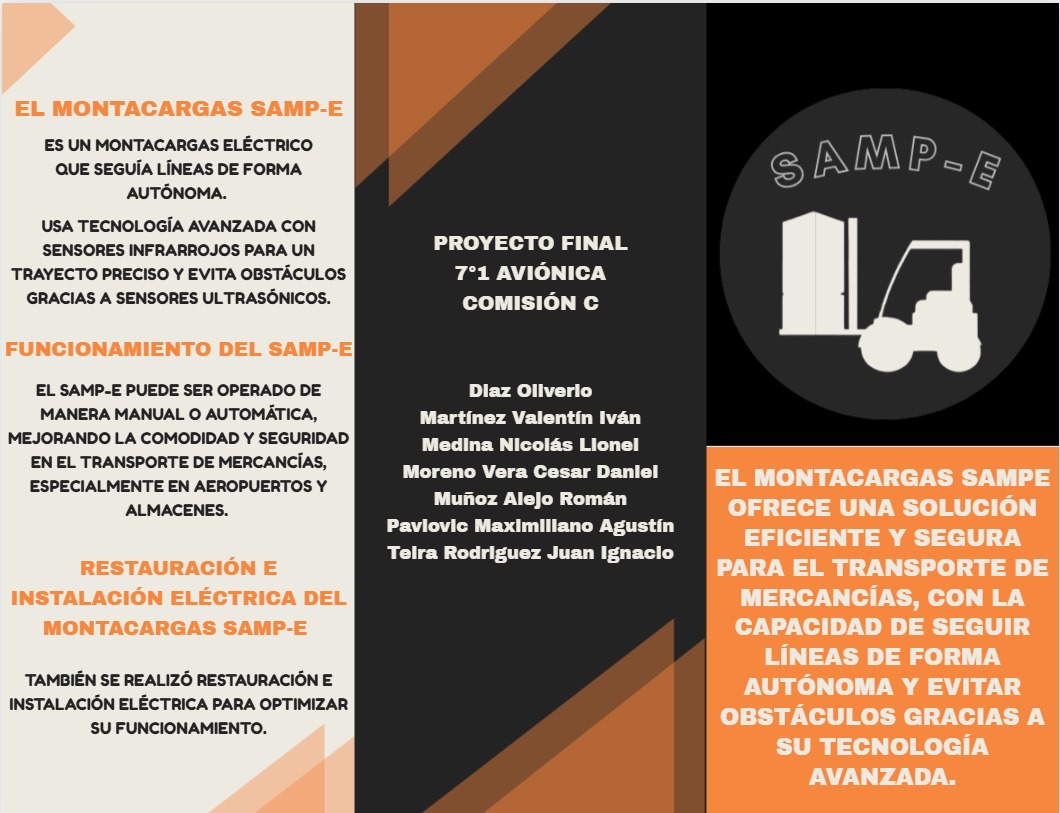 EL MONTACARGAS SAMP-E
ES UN MONTACARGAS ELÉCTRICO
QUE SEGUÍA LÍNEAS DE FORMA
AUTÓNOMA.
USA TECNOLOGÍA AVANZADA CON
SENSORES INFRARROJOS PARA UN
TRAYECTO PRECISO Y EVITA OBSTÁCULOS
GRACIAS A SENSORES ULTRASÓNICOS.
FUNCIONAMIENTO DEL SAMP-E
EL SAMP-E PUEDE SER OPERADO DE
MANERA MANUAL O AUTOMÁTICA,
MEJORANDO LA COMODIDAD Y SEGURIDAD
EN EL TRANSPORTE DE MERCANCÍAS,
ESPECIALMENTE EN AEROPUERTOS Y
ALMACENES.
RESTAURACIÓN E
INSTALACIÓN ELÉCTRICA DEL
MONTACARGAS SAMP-E
TAMBIÉN SE REALIZÓ RESTAURACIÓN E
INSTALACIÓN ELÉCTRICA PARA OPTIMIZAR
SU FUNCIONAMIENTO.
PROYECTO FINAL
7°1 AVIÓNICA
COMISIÓN C
Diaz Oliverio
Martínez Valentín Iván
Medina Nicolás Lionel
Moreno Vera Cesar Daniel
Muñoz Alejo Román
Pavlovic Maximiliano Agustín
Teira Rodriguez Juan Ignacio
SAMP-E
EL MONTACARGAS SAMPE
OFRECE UNA SOLUCIÓN
EFICIENTE Y SEGURA
PARA EL TRANSPORTE DE
MERCANCÍAS, CON LA
CAPACIDAD DE SEGUIR
LÍNEAS DE FORMA
AUTÓNOMA Y EVITAR
OBSTÁCULOS GRACIAS A
SU TECNOLOGÍA
AVANZADA.